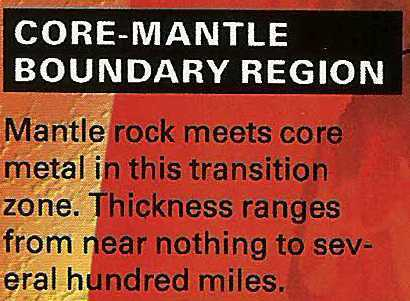 CORE-MANTLE
BOUNDARY REGION
Mantle rock meets core
metal in this transition
zone. Thickness ranges
from near nothing to sev-
eral hundred miles.